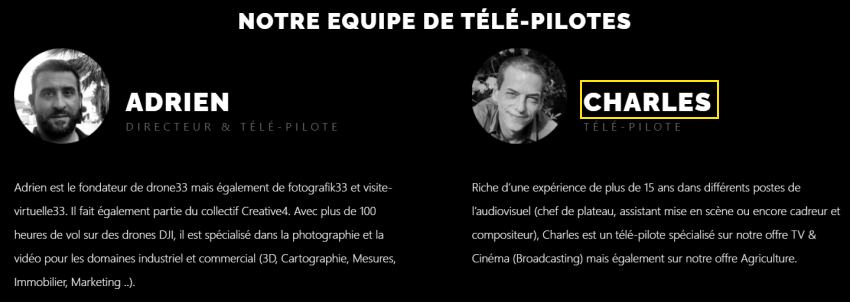 NOTRE EQUIPE DE TÉLÉ-PILOTES
ADRIEN
DIRECTEUR & TÉLÉ-PILOTE
Adrien est le fondateur de drone33 mais également de fotografik33 et visite-
virtuelle33. Il fait également partie du collectif Creative4. Avec plus de 100
heures de vol sur des drones DJI, il est spécialisé dans la photographie et la
vidéo pour les domaines industriel et commercial (3D, Cartographie, Mesures,
Immobilier, Marketing ..).
CHARLES
TÉLÉ-PILOTE
Riche d’une expérience de plus de 15 ans dans différents postes de
l’audiovisuel (chef de plateau, assistant mise en scène ou encore cadreur et
compositeur), Charles est un télé-pilote spécialisé sur notre offre TV &
Cinéma (Broadcasting) mais également sur notre offre Agriculture.